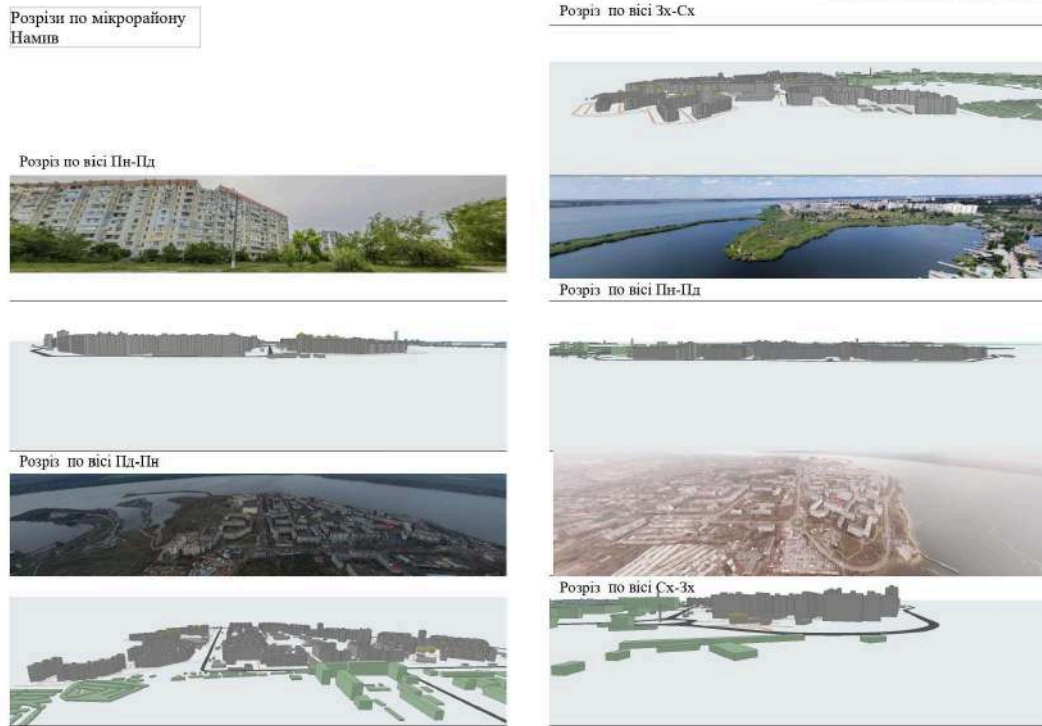 Розрізи по мікрорайону
Намив
Розріз по вісі Пн-Пд
Розріз по вісі Пд-Пн
Розріз по вісі Зх-Сх
Розріз по вісі Пн-Пд
Розріз по вісі Сх-Зх